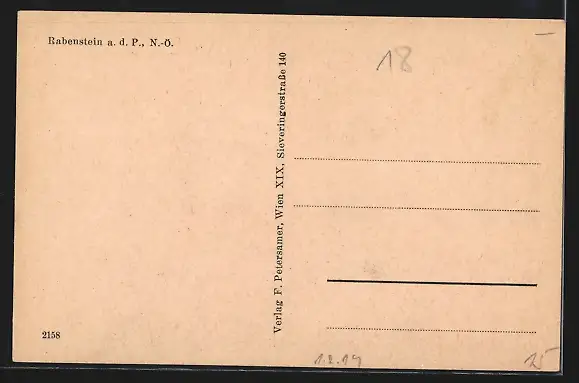 Rabenstein a. d. P., N.-Ö.
18
Verlag F. Petersamer, Wien XIX, Sieveringerstraße 140
2158